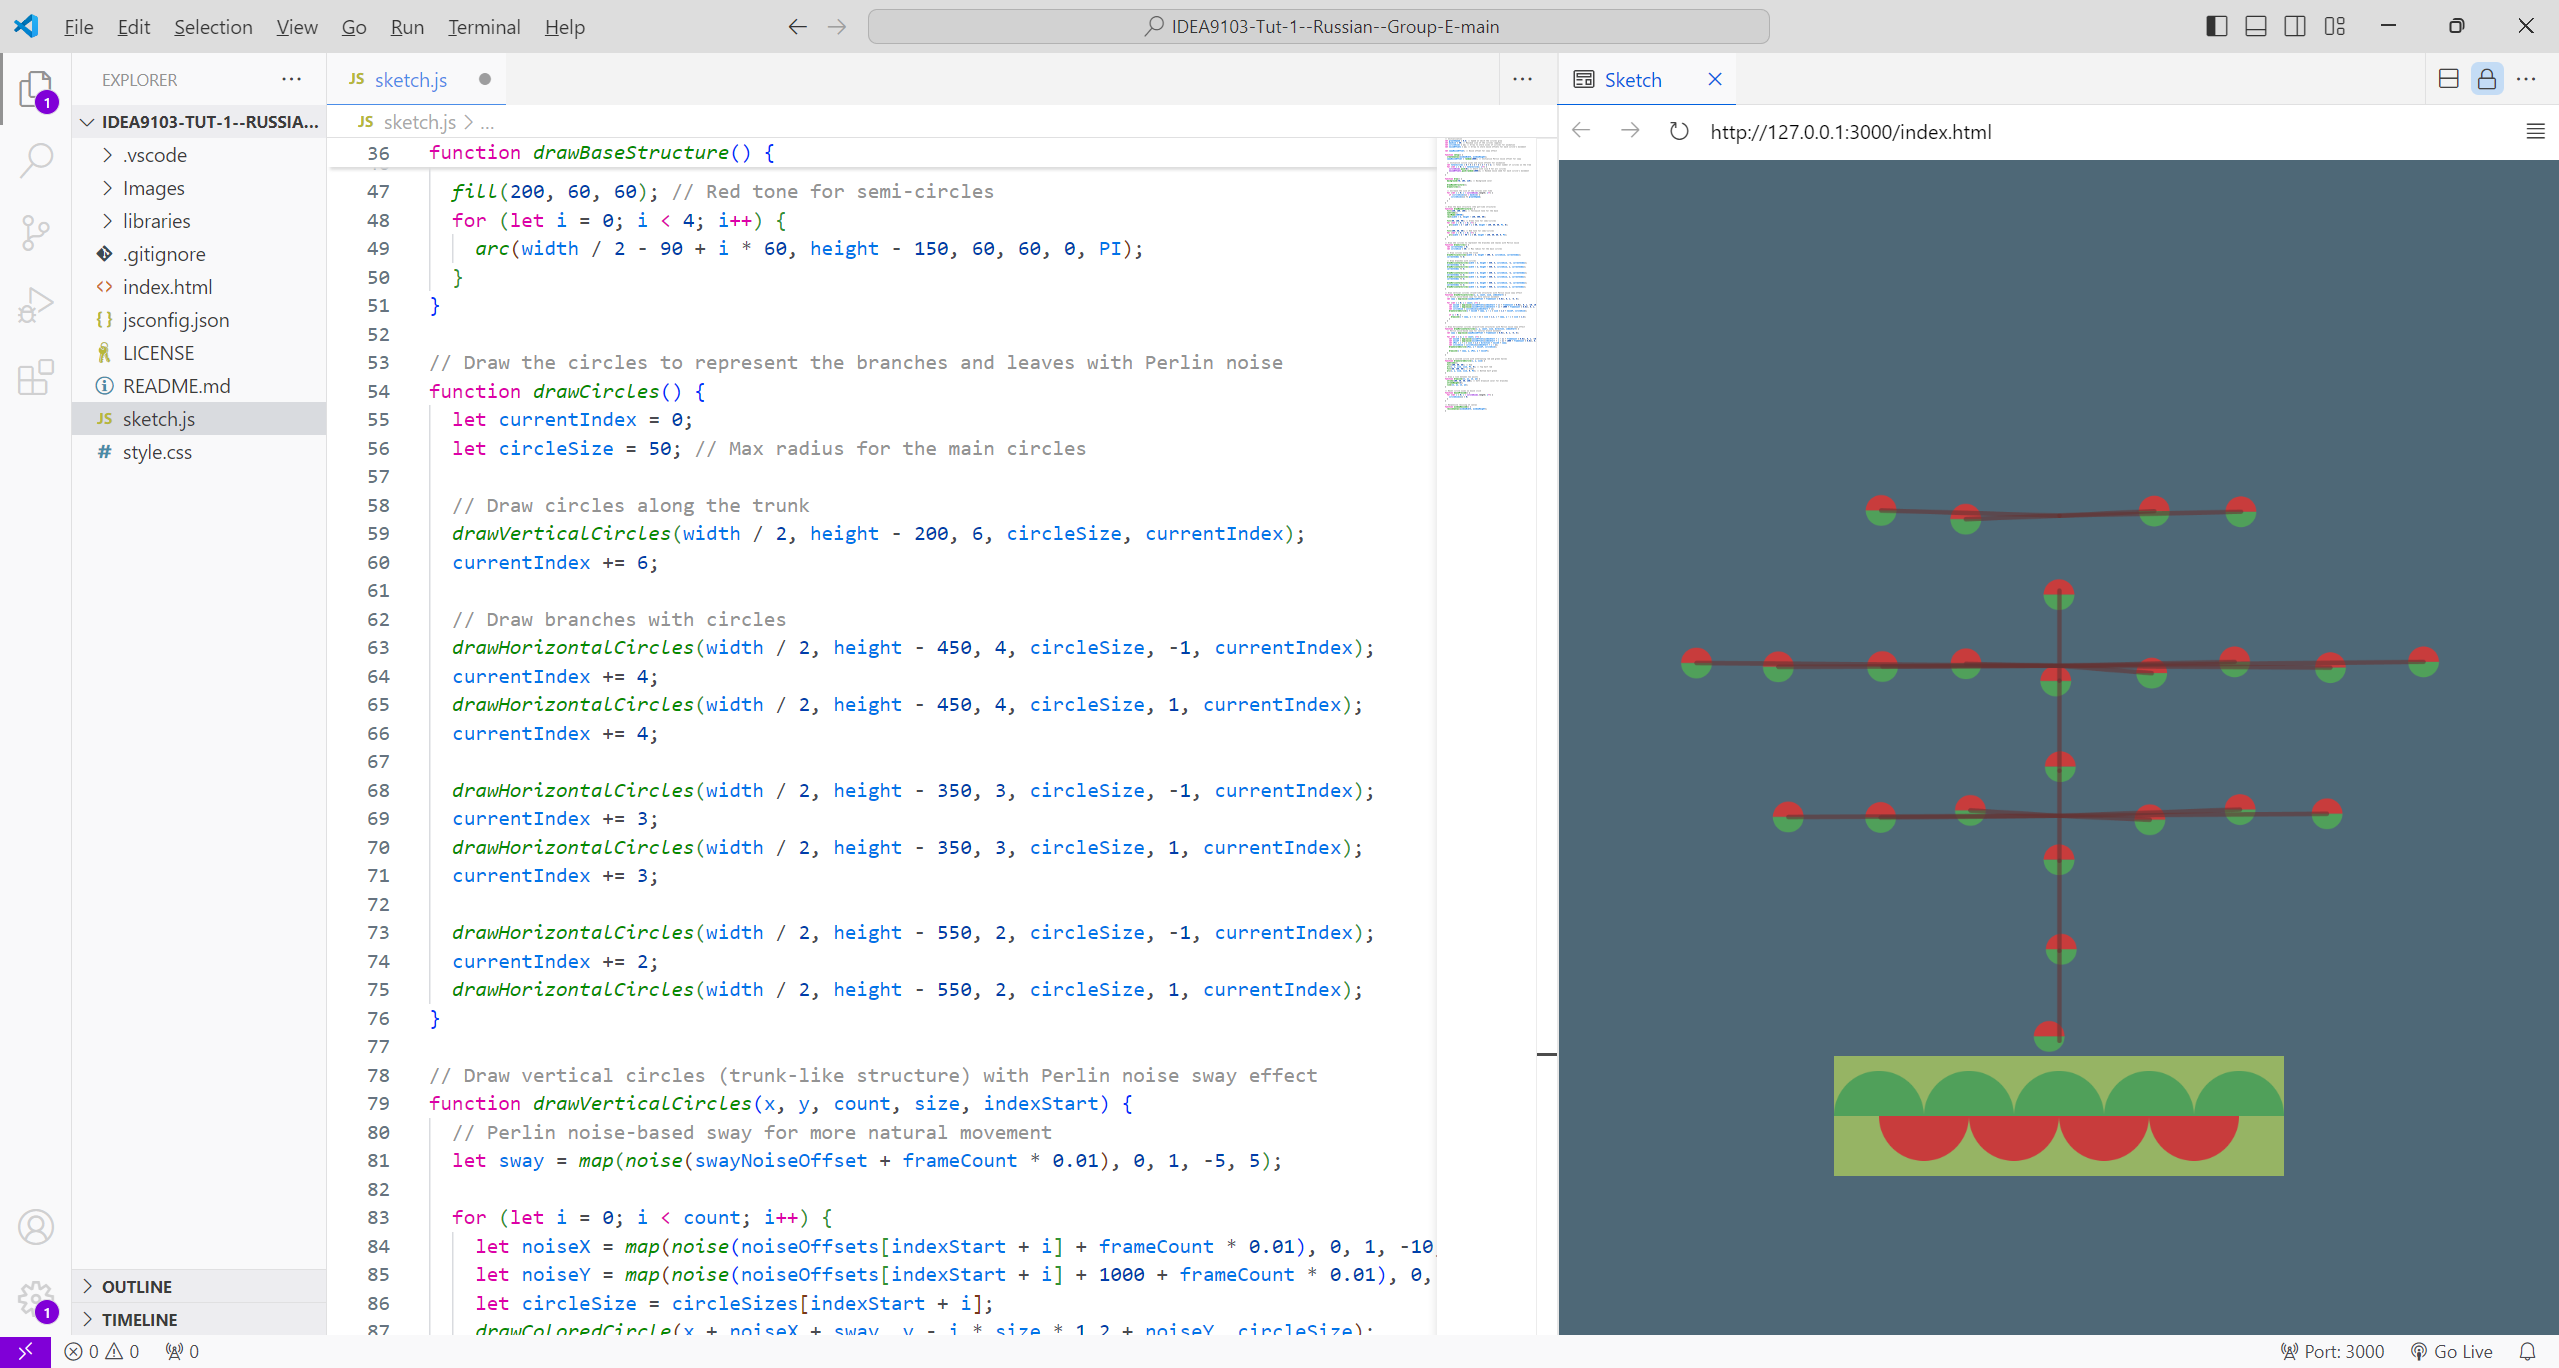 File Edit Selection View Go Run Terminal Help
IDEA9103-Tut-1--Russian--Group-E-main
EXPLORER
IDEA9103-TUT-1--RUSSIA...
.vscode
Images
libraries
.gitignore
index.html
jsconfig.json
LICENSE
README.md
JS sketch.js
# style.css
OUTLINE
TIMELINE
1
1
JS sketch.js
JS sketch.js > ...
36 function drawBaseStructure() {
47 fill(200, 60, 60); // Red tone for semi-circles
48 for (let i = 0; i < 4; i++) {
49 arc(width / 2 - 90 + i * 60, height - 150, 60, 60, 0, PI);
50 }
51 }
52
53 // Draw the circles to represent the branches and leaves with Perlin noise
54 function drawCircles() {
55 let currentIndex = 0;
56 let circleSize = 50; // Max radius for the main circles
57
58 // Draw circles along the trunk
59 drawVerticalCircles(width / 2, height - 200, 6, circleSize, currentIndex);
60 currentIndex += 6;
61
62 // Draw branches with circles
63 drawHorizontalCircles(width / 2, height - 450, 4, circleSize, -1, currentIndex);
64 currentIndex += 4;
65 drawHorizontalCircles(width / 2, height - 450, 4, circleSize, 1, currentIndex);
66 currentIndex += 4;
67
68 drawHorizontalCircles(width / 2, height - 350, 3, circleSize, -1, currentIndex);
69 currentIndex += 3;
70 drawHorizontalCircles(width / 2, height - 350, 3, circleSize, 1, currentIndex);
71 currentIndex += 3;
72
73 drawHorizontalCircles(width / 2, height - 550, 2, circleSize, -1, currentIndex);
74 currentIndex += 2;
75 drawHorizontalCircles(width / 2, height - 550, 2, circleSize, 1, currentIndex);
76 }
77
78 // Draw vertical circles (trunk-like structure) with Perlin noise sway effect
79 function drawVerticalCircles(x, y, count, size, indexStart) {
80 // Perlin noise-based sway for more natural movement
81 let sway = map(noise(swayNoiseOffset + frameCount * 0.01), 0, 1, -5, 5);
82
83 for (let i = 0; i < count; i++) {
84 let noiseX = map(noise(noiseOffsets[indexStart + i] + frameCount * 0.01), 0, 1, -10,
85 let noiseY = map(noise(noiseOffsets[indexStart + i] + 1000 + frameCount * 0.01), 0,
86 let circleSize = circleSizes[indexStart + i];
87 drawColoredCircle(x + noiseX + sway, y - i * size * 1.2 + noiseY, circleSize);
Sketch
http://127.0.0.1:3000/index.html
0 0 0
Port: 3000 Go Live